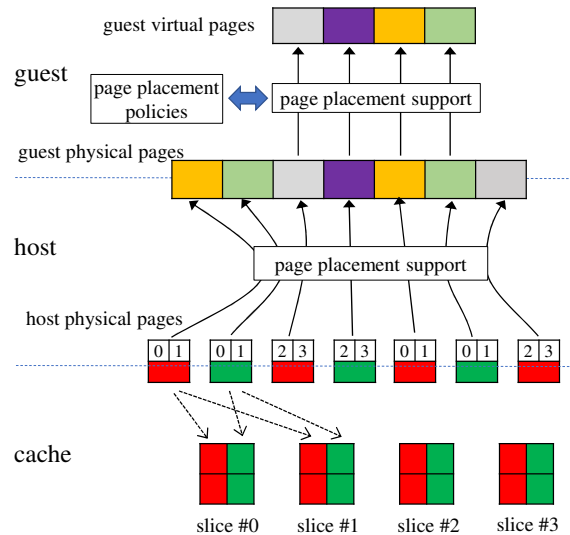 guest virtual pages
guest
page placement
policies
page placement support
guest physical pages
host
page placement support
host physical pages
0 1 0 1 2 3 2 3 0 1 0 1 2 3
cache
slice #0 slice #1 slice #2 slice #3